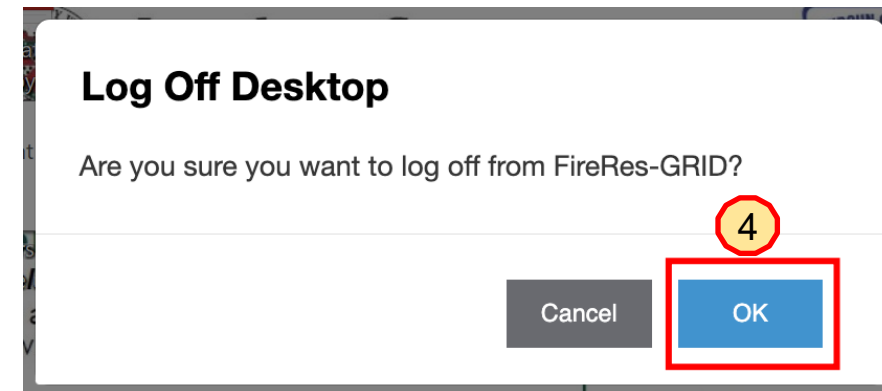 Log Off Desktop
Are you sure you want to log off from FireRes-GRID?
4
Cancel
OK